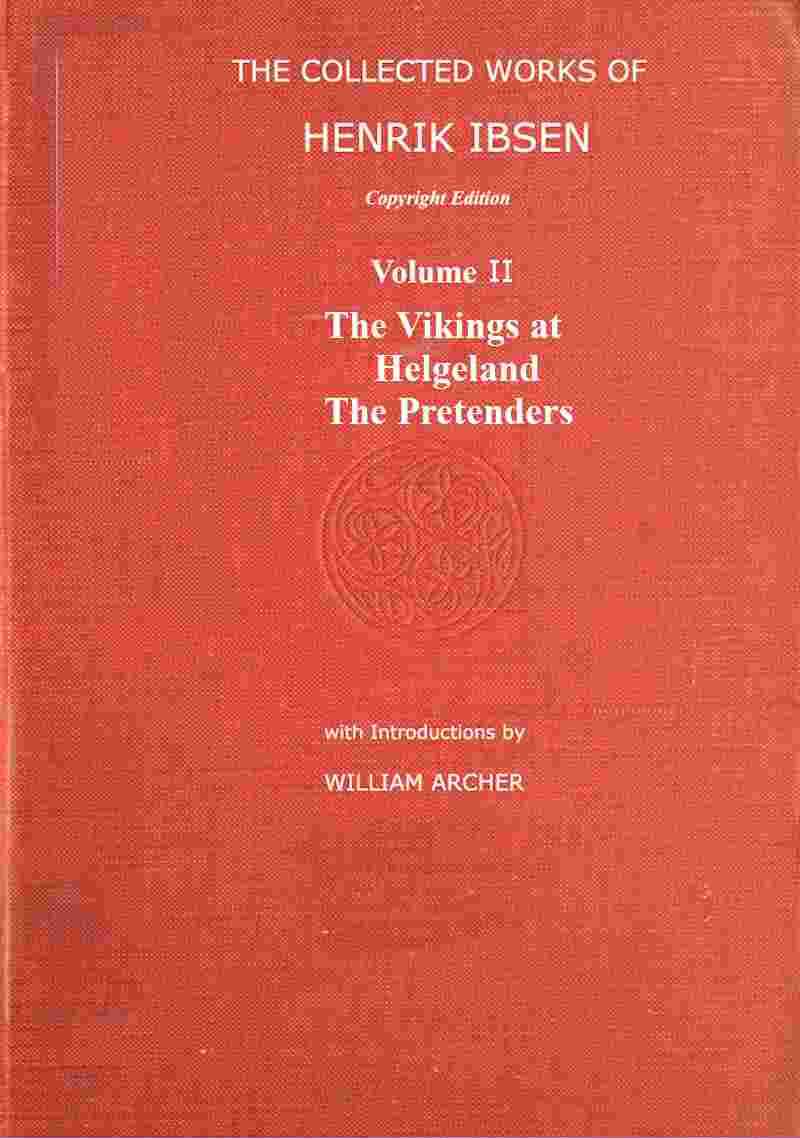 THE COLLECTED WORKS OF
HENRIK IBSEN
Copyright Edition
Volume II
The Vikings at
Helgeland
The Pretenders
with Introductions by
WILLIAM ARCHER